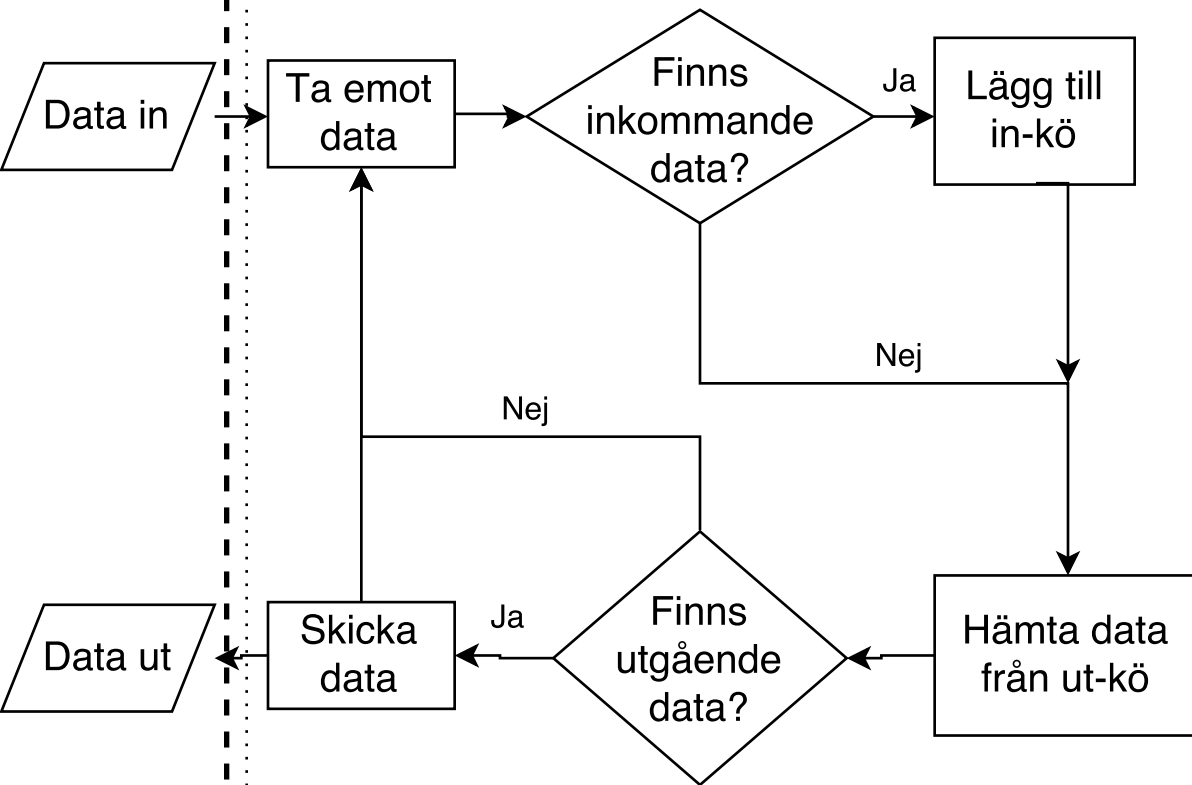 Data in
Ta emot
data
Finns
inkommande
data?
Ja
Lägg till
in-kö
Nej
Nej
Data ut
Skicka
data
Ja
Finns
utgående
data?
Hämta data
från ut-kö